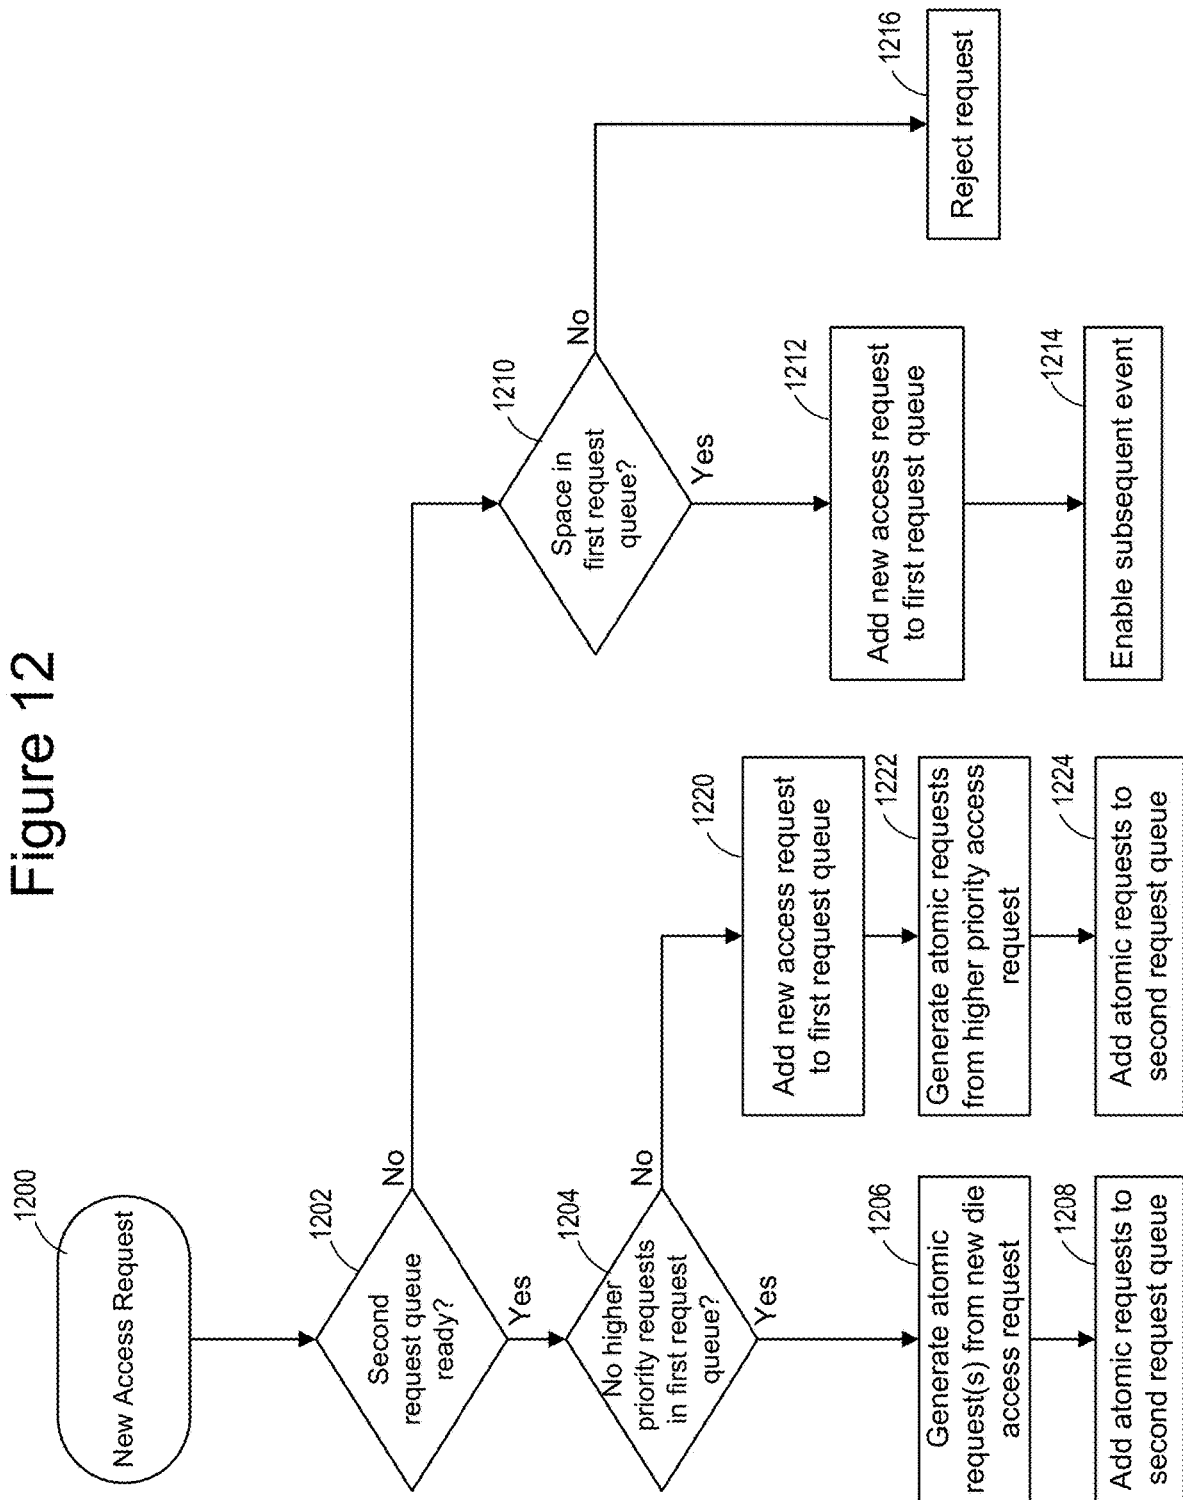 Figure 12
1200
New Access Request
1202
Second
request queue
ready?
No
Yes
1204
No higher
priority requests
in first request
queue?
No
Yes
1206
Generate atomic
request(s) from new die
access request
1208
Add atomic requests to
second request queue
1220
Add new access request
to first request queue
1222
Generate atomic requests
from higher priority access
request
1224
Add atomic requests to
second request queue
1210
Space in
first request
queue?
No
Yes
1212
Add new access request
to first request queue
1214
Enable subsequent event
1216
Reject request